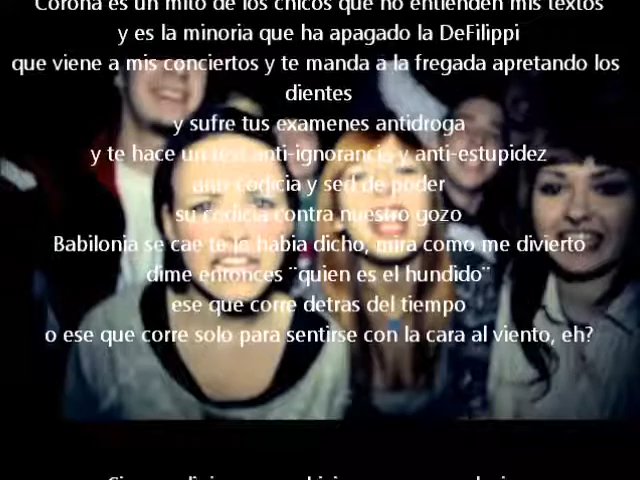 Corona es un mito de los chicos que no entienden mis textos
y es la minoria que ha apagado la DeFilippi
que viene a mis conciertos y te manda a la fregada apretando los
dientes
y sufre tus examenes antidroga
y te hace un test anti-ignorancia y anti-estupidez
anti codicia y sed de poder
su codicia contra nuestro gozo
Babilonia se cae te lo habia dicho, mira como me divierto
dime entonces ¨quien es el hundido¨
ese que corre detras del tiempo
o ese que corre solo para sentirse con la cara al viento, eh?